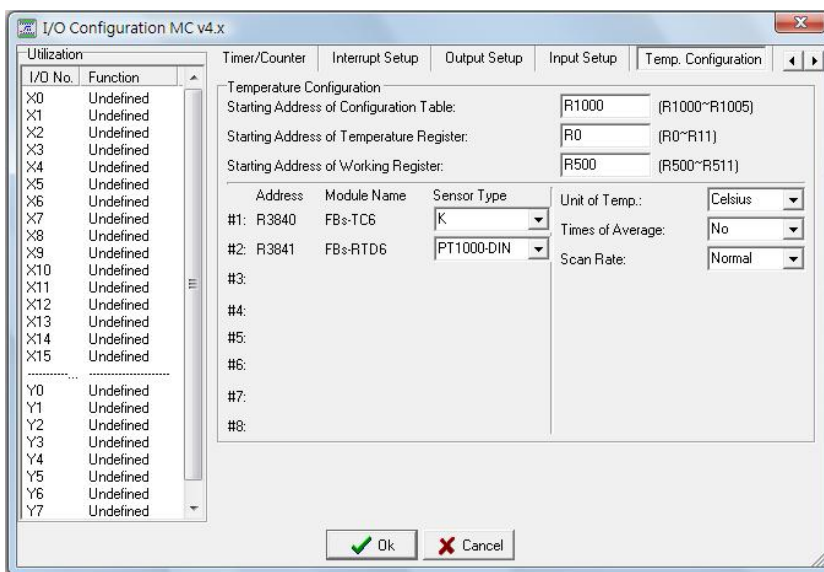 I/O Configuration MC v4.x
Utilization
I/O No. Function
X0 Undefined
X1 Undefined
X2 Undefined
X3 Undefined
X4 Undefined
X5 Undefined
X6 Undefined
X7 Undefined
X8 Undefined
X9 Undefined
X10 Undefined
X11 Undefined
X12 Undefined
X13 Undefined
X14 Undefined
X15 Undefined
Y0 Undefined
Y1 Undefined
Y2 Undefined
Y3 Undefined
Y4 Undefined
Y5 Undefined
Y6 Undefined
Y7 Undefined
Timer/Counter Interrupt Setup Output Setup Input Setup Temp. Configuration
Temperature Configuration
Starting Address of Configuration Table: R1000 (R1000~R1005)
Starting Address of Temperature Register: R0 (R0~R11)
Starting Address of Working Register: R500 (R500~R511)
Address Module Name Sensor Type
#1: R3840 FBs-TC6 K
#2: R3841 FBs-RTD6 PT1000-DIN
#3:
#4:
#5:
#6:
#7:
#8:
Unit of Temp.: Celsius
Times of Average: No
Scan Rate: Normal
Ok Cancel